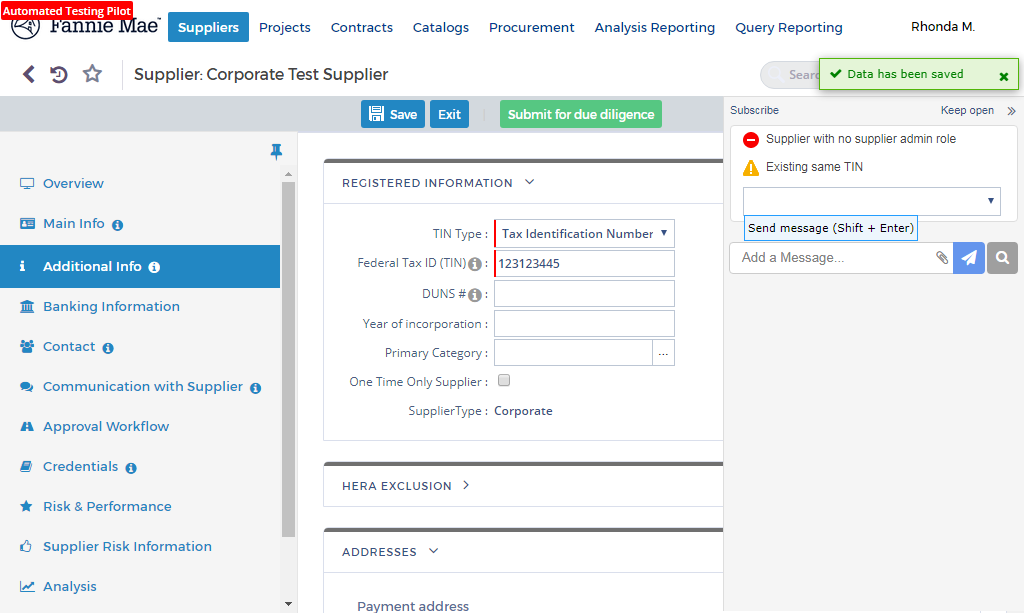 Automated Testing Pilot
Fannie Mae
Suppliers
Projects
Contracts
Catalogs
Procurement
Analysis Reporting
Query Reporting
Rhonda M.
Supplier: Corporate Test Supplier
Searc
Data has been saved
Save
Exit
Submit for due diligence
Subscribe
Keep open
Supplier with no supplier admin role
Existing same TIN
Send message (Shift + Enter)
Add a Message...
Overview
Main Info
Additional Info
Banking Information
Contact
Communication with Supplier
Approval Workflow
Credentials
Risk & Performance
Supplier Risk Information
Analysis
REGISTERED INFORMATION
TIN Type : Tax Identification Number
Federal Tax ID (TIN) : 123123445
DUNS # :
Year of incorporation :
Primary Category : ...
One Time Only Supplier :
SupplierType : Corporate
HERA EXCLUSION
ADDRESSES
Payment address